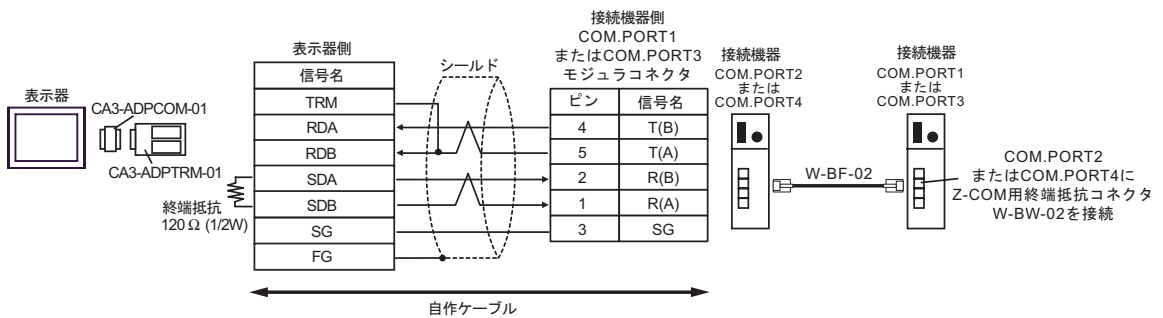 表示器
CA3-ADPCOM-01
CA3-ADPTRM-01
終端抵抗
120 Ω (1/2W)
表示器側
信号名
TRM
RDA
RDB
SDA
SDB
SG
FG
シールド
接続機器側
COM.PORT1
またはCOM.PORT3
モジュラコネクタ
ピン 信号名
4 T(B)
5 T(A)
2 R(B)
1 R(A)
3 SG
自作ケーブル
接続機器
COM.PORT2
または
COM.PORT4
W-BF-02
接続機器
COM.PORT1
または
COM.PORT3
COM.PORT2
またはCOM.PORT4に
Z-COM用終端抵抗コネクタ
W-BW-02を接続